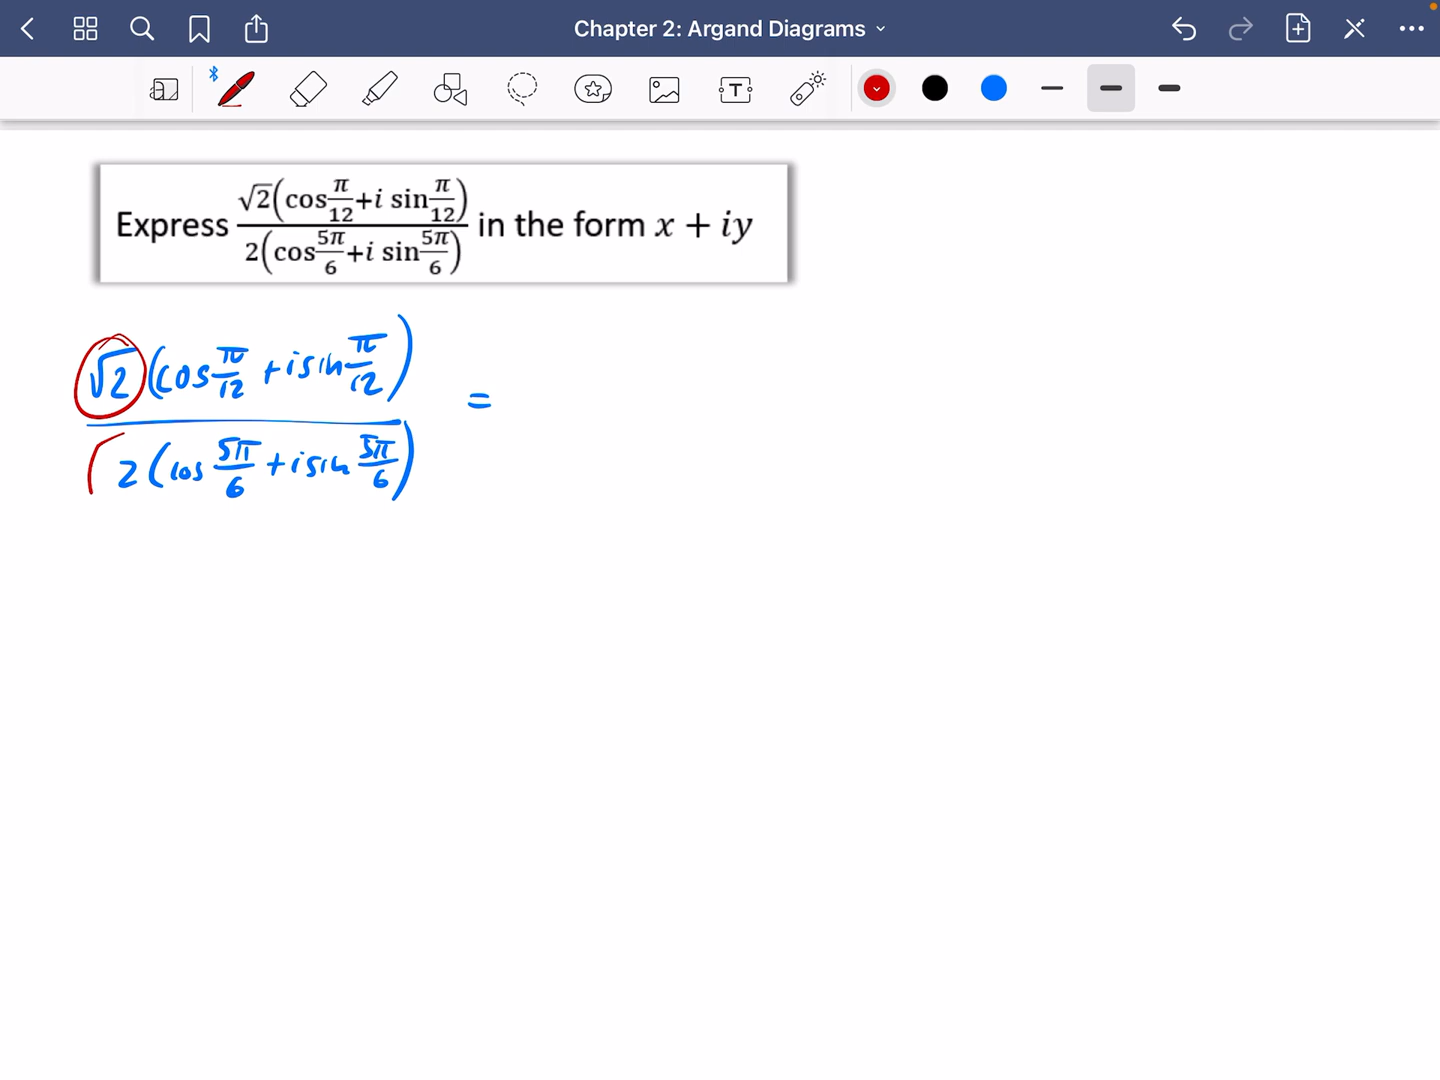 Chapter 2: Argand Diagrams
Express √2(cos π/12 + i sin π/12) / 2(cos 5π/6 + i sin 5π/6) in the form x + iy
√2 (cos π/12 + i sin π/12)
=
2 (cos 5π/6 + i sin 5π/6)